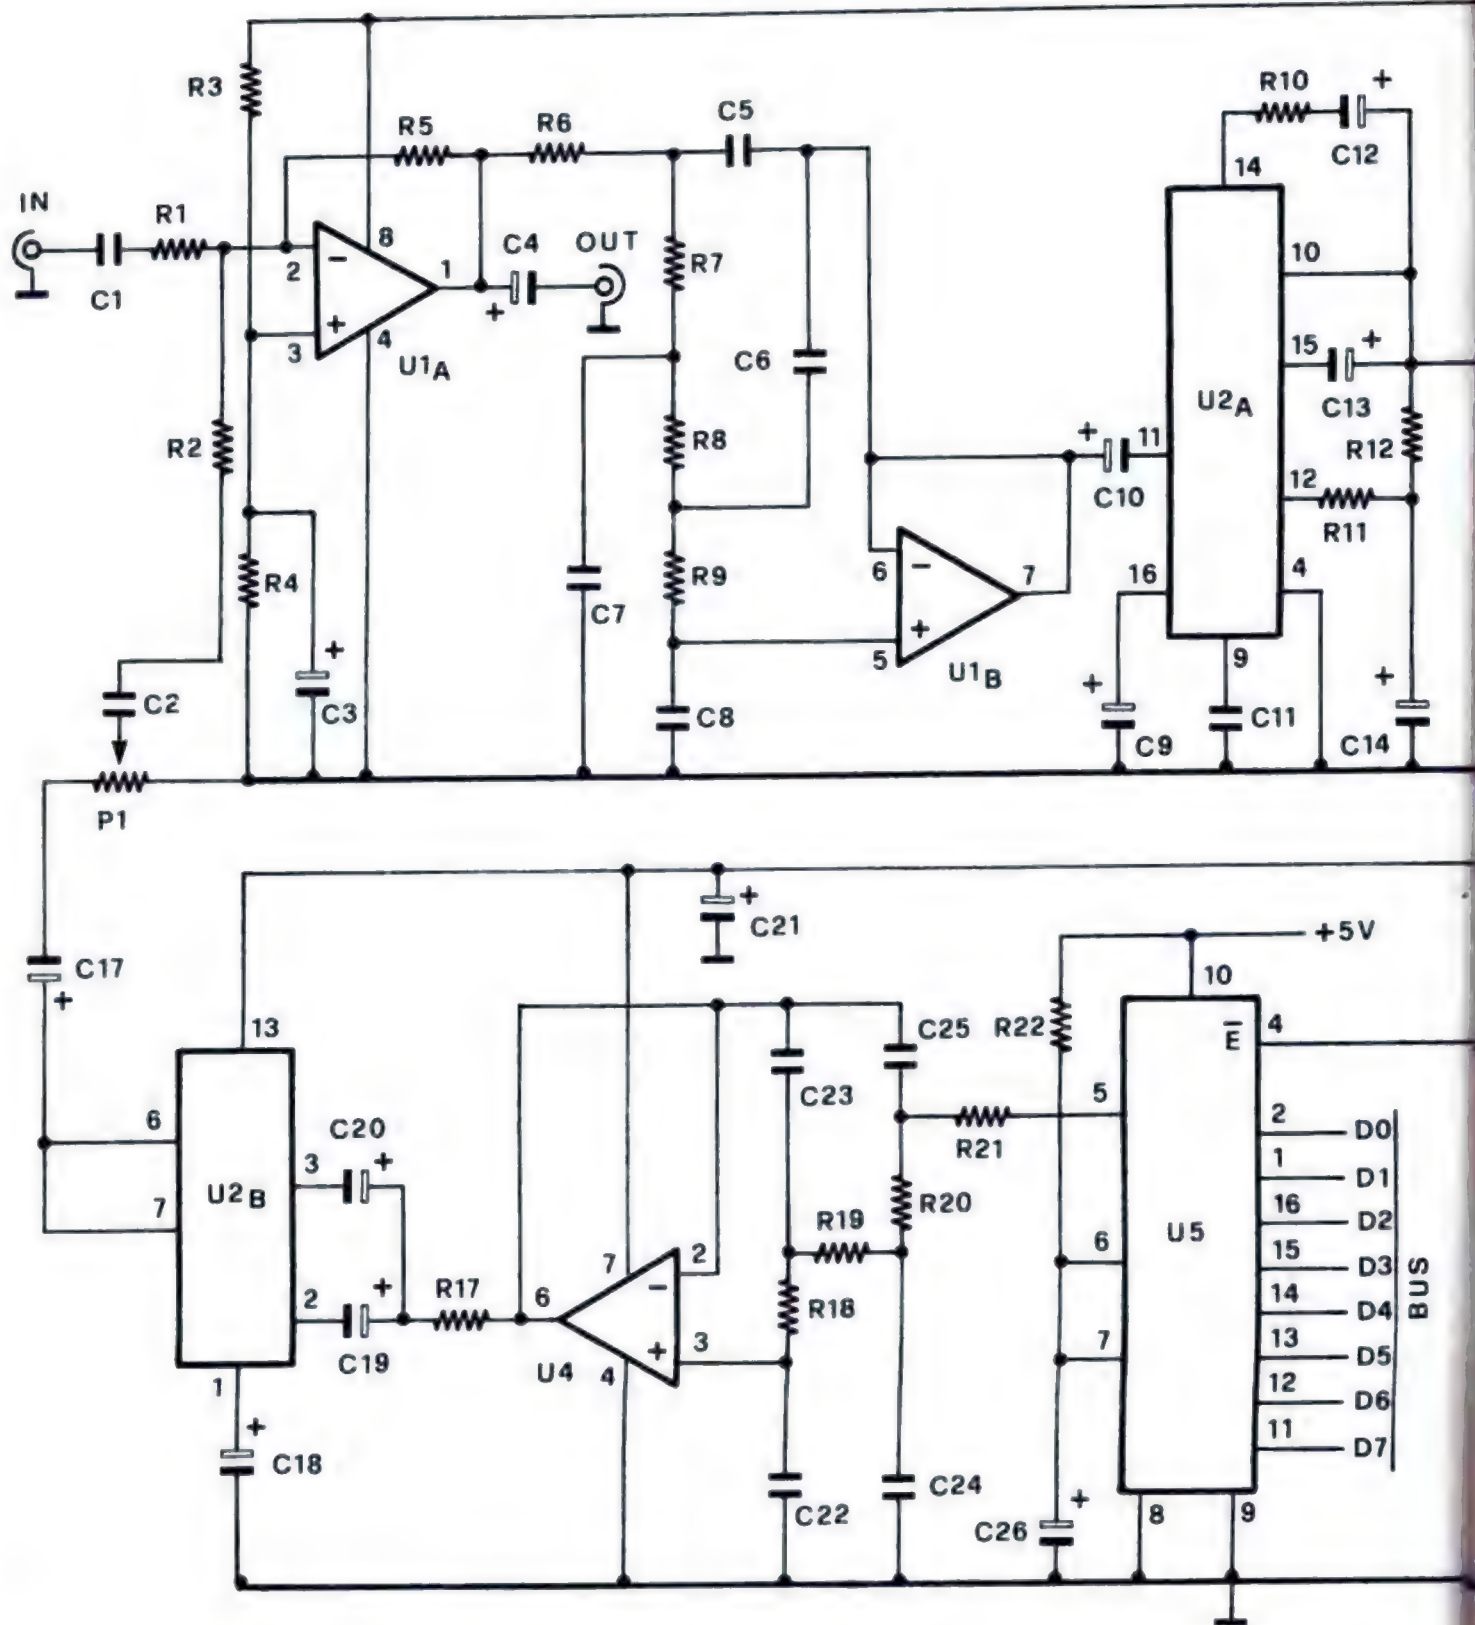 R3
R5
R6
C5
R10
+
C12
14
IN
R1
C1
2
−
8
1
+
3
4
U1A
C4
+
OUT
R7
C6
10
15
+
C13
U2A
R2
R8
+
C10
11
R12
12
R11
R4
C7
R9
6
−
7
+
5
U1B
16
4
9
C2
+
C3
C8
+
C9
C11
+
C14
P1
+
C21
+5V
C17
+
10
13
C25
R22
E̅
4
C23
5
6
C20
3
+
R21
2
D0
1
D1
U2B
7
R20
16
D2
R19
U5
7
2
−
6
15
D3
2
+
R17
6
R18
14
D4
BUS
C19
+
3
7
13
D5
U4
4
12
D6
1
11
D7
+
C18
C22
C24
+
C26
8
9